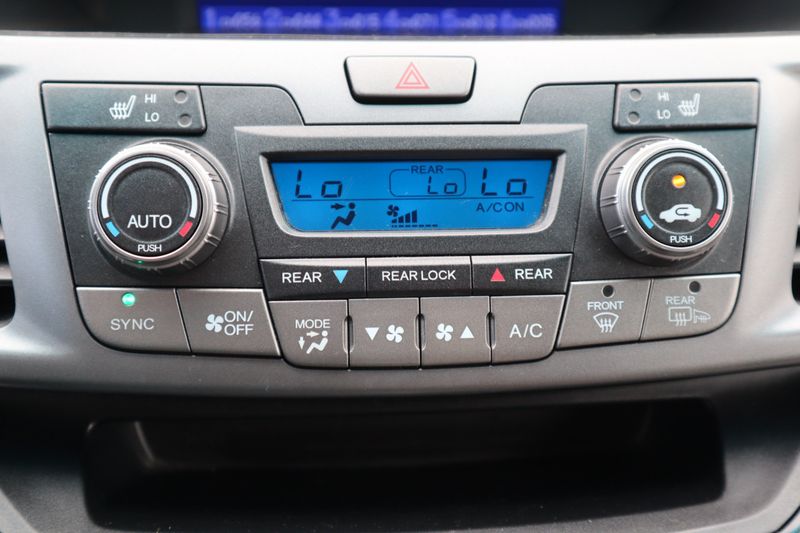 HI
LO
HI
LO
REAR
Lo
Lo
Lo
A/C ON
AUTO
PUSH
PUSH
REAR ▼
REAR LOCK
▲ REAR
SYNC
ON/
OFF
MODE
▼
▲
A/C
FRONT
REAR